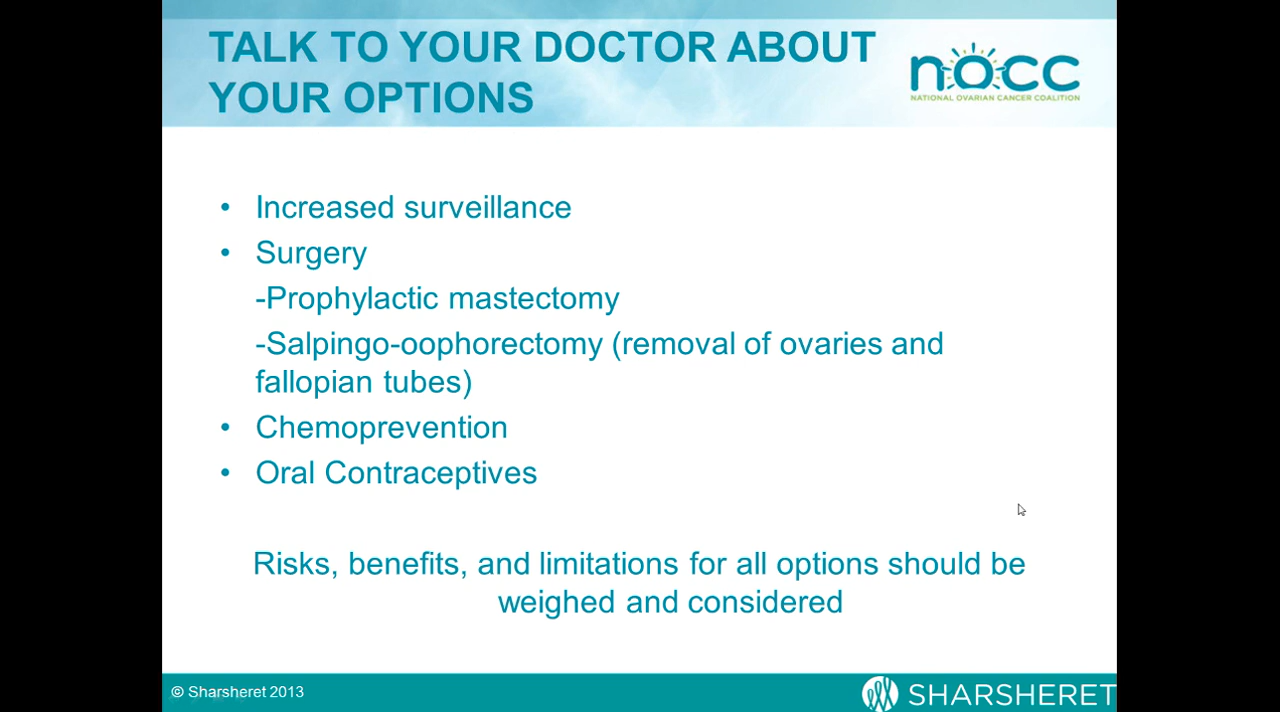 TALK TO YOUR DOCTOR ABOUT
YOUR OPTIONS
nocc
NATIONAL OVARIAN CANCER COALITION
• Increased surveillance
• Surgery
-Prophylactic mastectomy
-Salpingo-oophorectomy (removal of ovaries and
fallopian tubes)
• Chemoprevention
• Oral Contraceptives
Risks, benefits, and limitations for all options should be
weighed and considered
© Sharsheret 2013
SHARSHERET